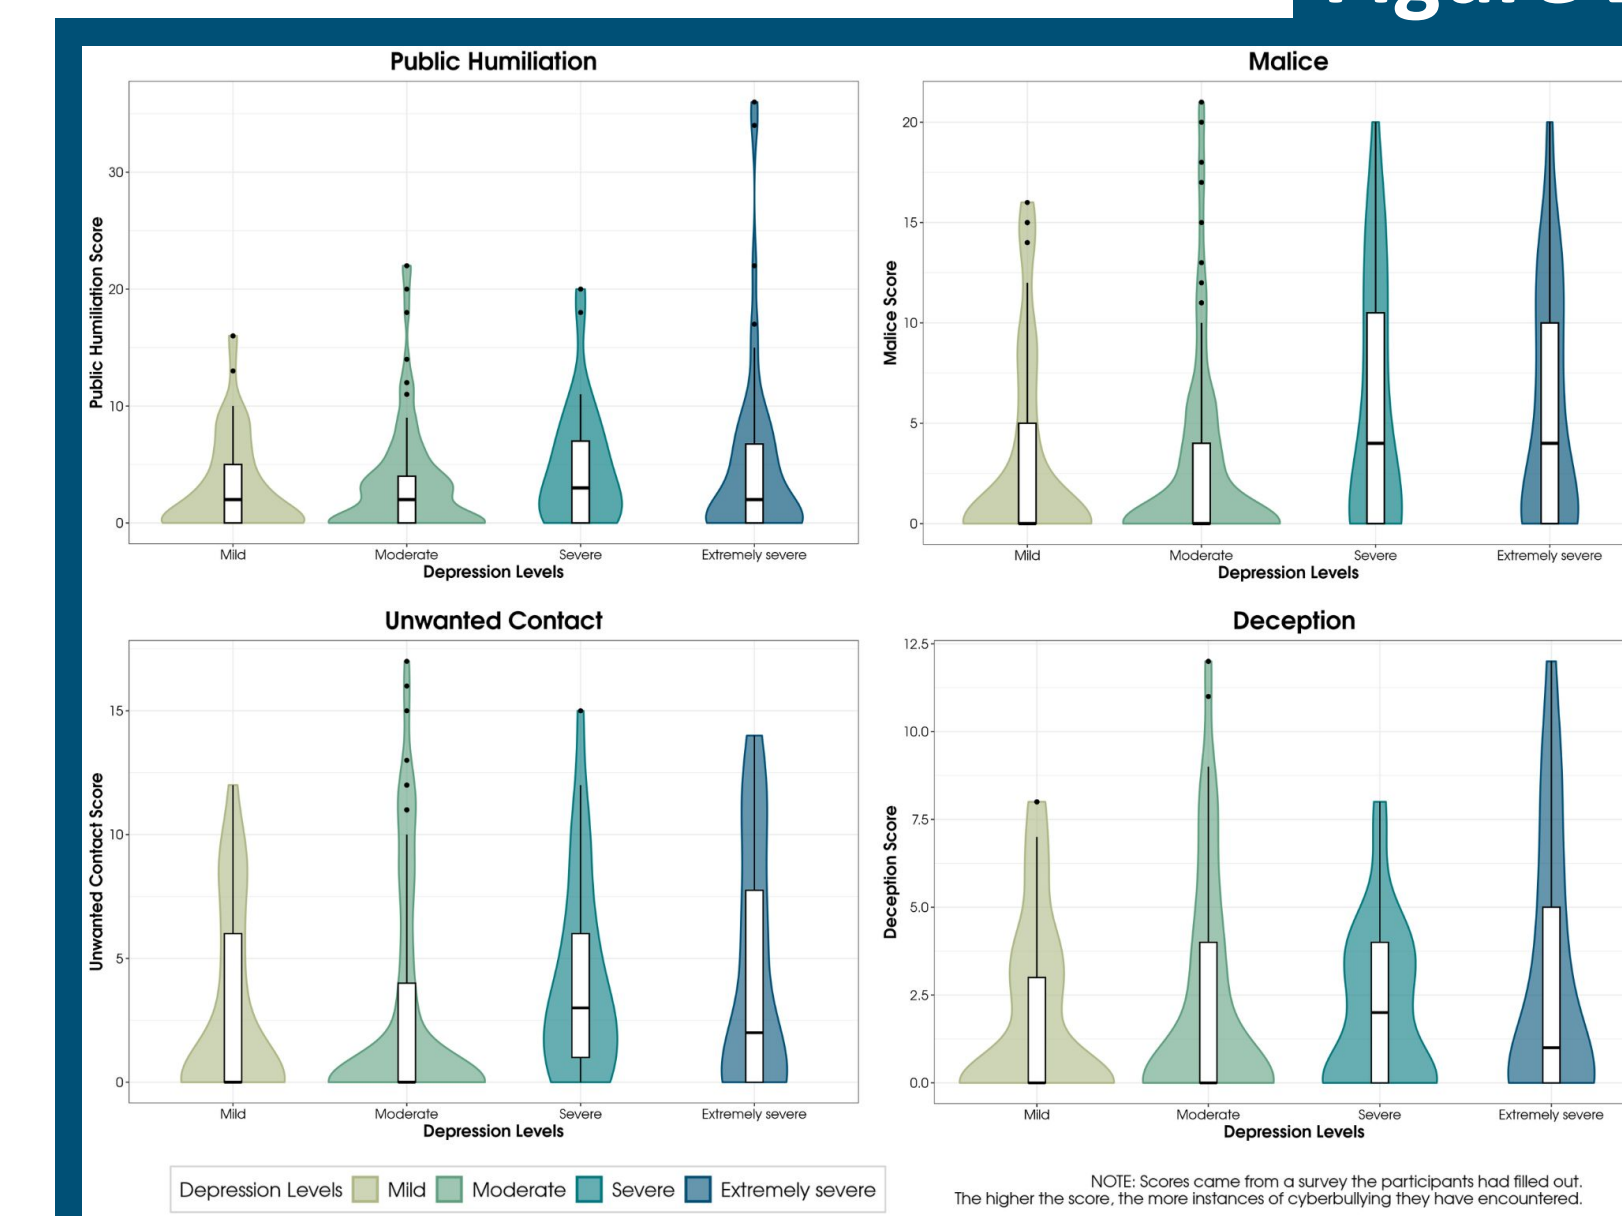 Public Humiliation
Public Humiliation Score
30
20
10
0
Mild
Moderate
Severe
Extremely severe
Depression Levels
Malice
Malice Score
20
15
10
5
0
Mild
Moderate
Severe
Extremely severe
Depression Levels
Unwanted Contact
Unwanted Contact Score
15
10
5
0
Mild
Moderate
Severe
Extremely severe
Depression Levels
Deception
Deception Score
12.5
10.0
7.5
5.0
2.5
0.0
Mild
Moderate
Severe
Extremely severe
Depression Levels
Depression Levels Mild Moderate Severe Extremely severe
NOTE: Scores came from a survey the participants had filled out.
The higher the score, the more instances of cyberbullying they have encountered.